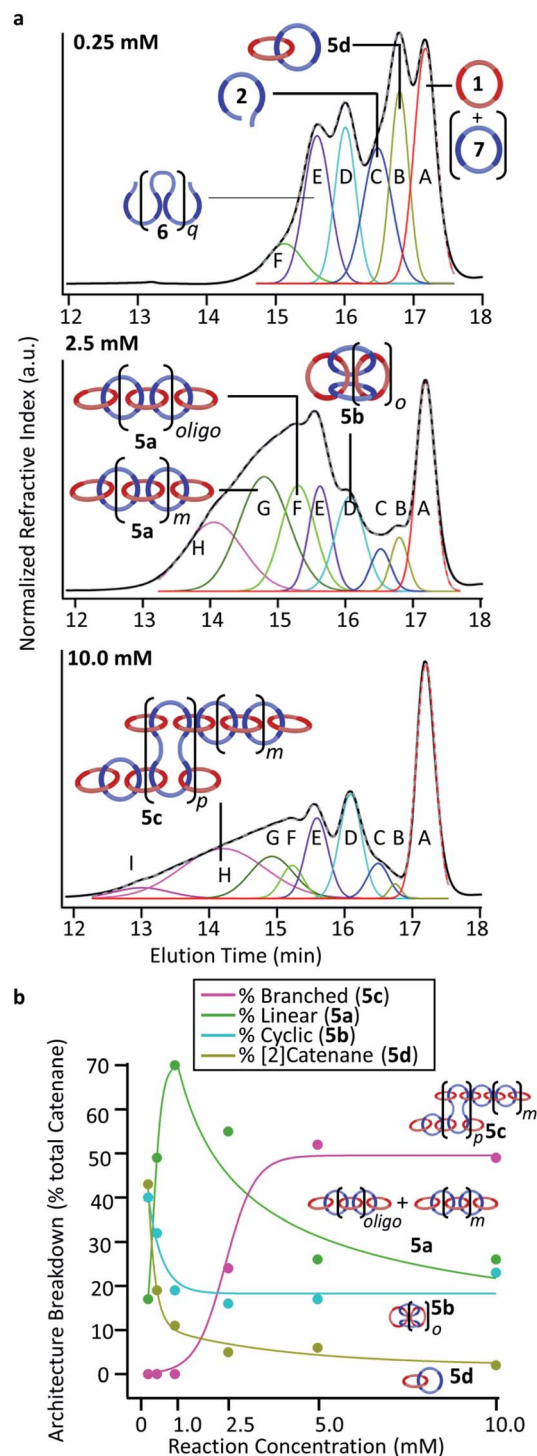 a
0.25 mM
5d
2
1
+
7
6 q
F E D C B A
12 13 14 15 16 17 18
2.5 mM
5a oligo
5b o
5a m
H G F E D C B A
12 13 14 15 16 17 18
Normalized Refractive Index (a.u.)
10.0 mM
m
5c p
I H G F E D C B A
12 13 14 15 16 17 18
Elution Time (min)
b
% Branched (5c)
% Linear (5a)
% Cyclic (5b)
% [2]Catenane (5d)
70
60
50
40
30
20
10
0
Architecture Breakdown (% total Catenane)
m
p 5c
oligo + m
5a
5b
o
5d
0 1.0 2.5 5.0 10.0
Reaction Concentration (mM)